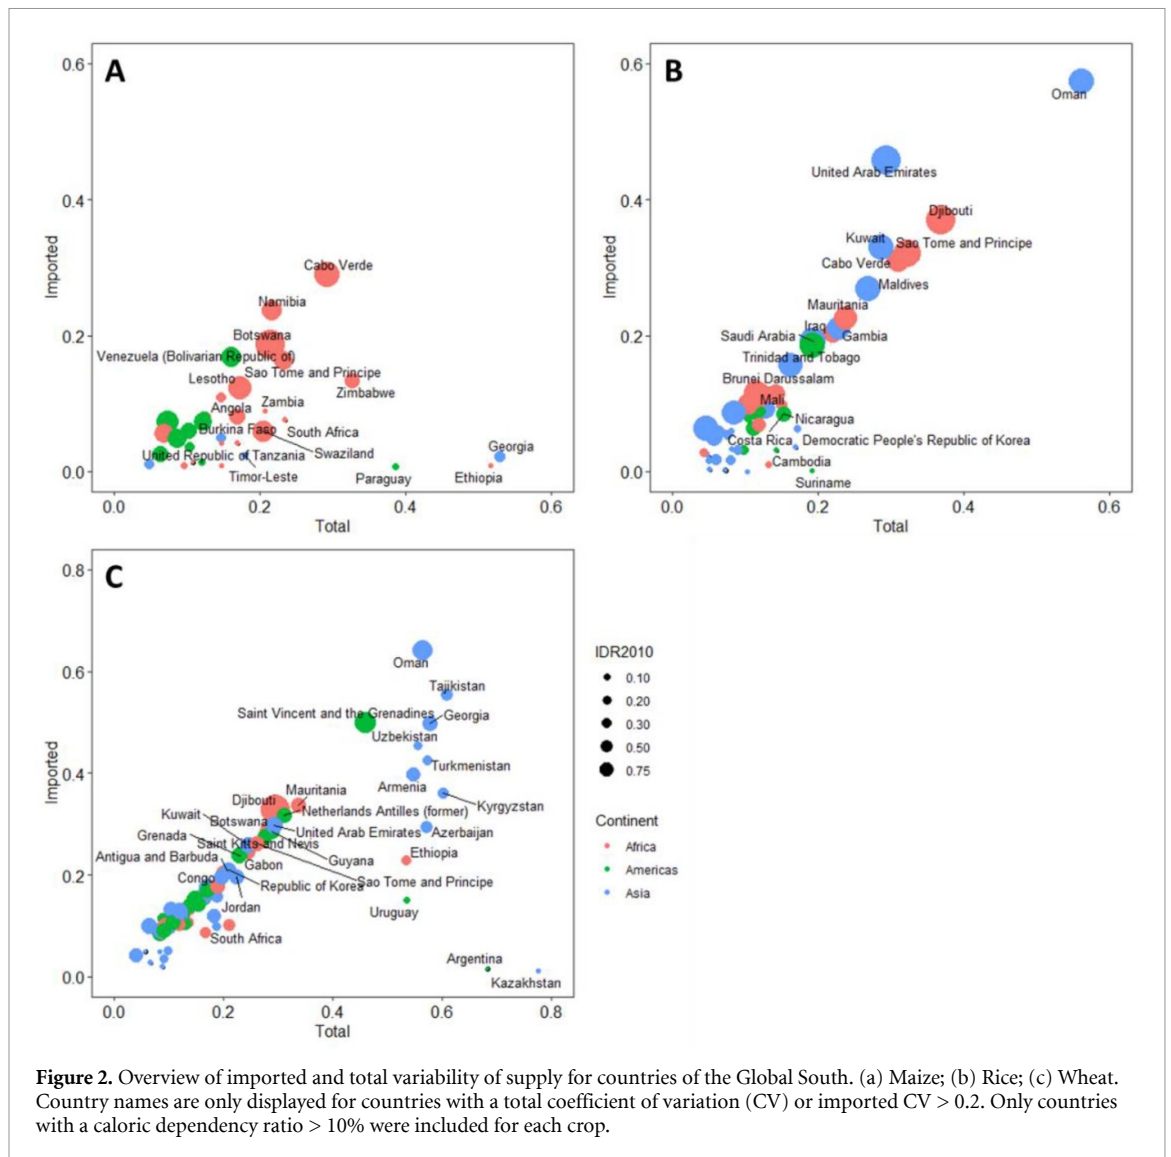 A
0.6
0.4
0.2
0.0
Imported
Cabo Verde
Namibia
Botswana
Venezuela (Bolivarian Republic of)
Sao Tome and Principe
Lesotho
Zimbabwe
Angola
Zambia
Burkina Faso
South Africa
Swaziland
United Republic of Tanzania
Timor-Leste
Georgia
Paraguay
Ethiopia
0.0 0.2 0.4 0.6
Total
B
0.6
0.4
0.2
0.0
Imported
Oman
United Arab Emirates
Djibouti
Kuwait
Sao Tome and Principe
Cabo Verde
Maldives
Mauritania
Iraq
Saudi Arabia
Gambia
Trinidad and Tobago
Brunei Darussalam
Mali
Nicaragua
Costa Rica
Democratic People's Republic of Korea
Cambodia
Suriname
0.0 0.2 0.4 0.6
Total
C
0.8
0.6
0.4
0.2
0.0
Imported
Oman
Tajikistan
Saint Vincent and the Grenadines
Georgia
Uzbekistan
Turkmenistan
Armenia
Mauritania
Djibouti
Kyrgyzstan
Netherlands Antilles (former)
Kuwait
Botswana
United Arab Emirates
Azerbaijan
Grenada
Saint Kitts and Nevis
Ethiopia
Antigua and Barbuda
Gabon
Guyana
Congo
Republic of Korea
Sao Tome and Principe
Jordan
Uruguay
South Africa
Argentina
Kazakhstan
0.0 0.2 0.4 0.6 0.8
Total
IDR2010
0.10
0.20
0.30
0.50
0.75
Continent
Africa
Americas
Asia
Figure 2. Overview of imported and total variability of supply for countries of the Global South. (a) Maize; (b) Rice; (c) Wheat.
Country names are only displayed for countries with a total coefficient of variation (CV) or imported CV > 0.2. Only countries
with a caloric dependency ratio > 10% were included for each crop.